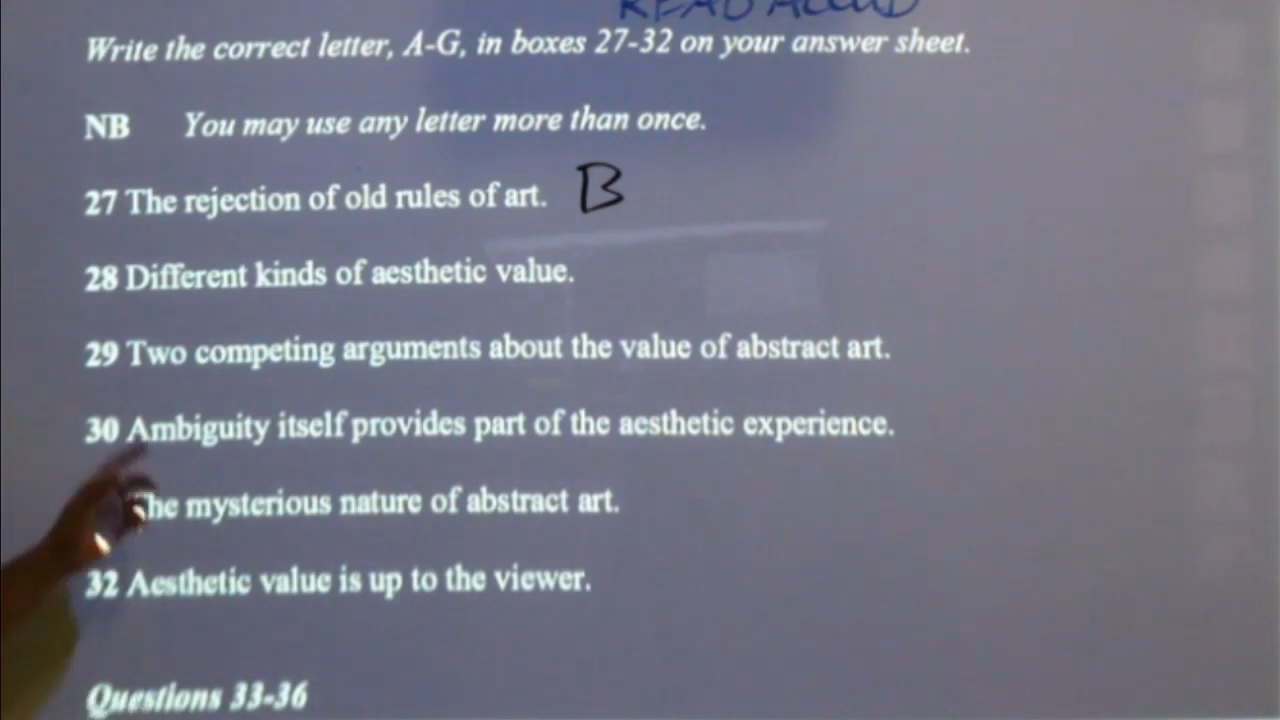 READ ALOUD
Write the correct letter, A-G, in boxes 27-32 on your answer sheet.
NB You may use any letter more than once.
27 The rejection of old rules of art. B
28 Different kinds of aesthetic value.
29 Two competing arguments about the value of abstract art.
30 Ambiguity itself provides part of the aesthetic experience.
he mysterious nature of abstract art.
32 Aesthetic value is up to the viewer.
Questions 33-36